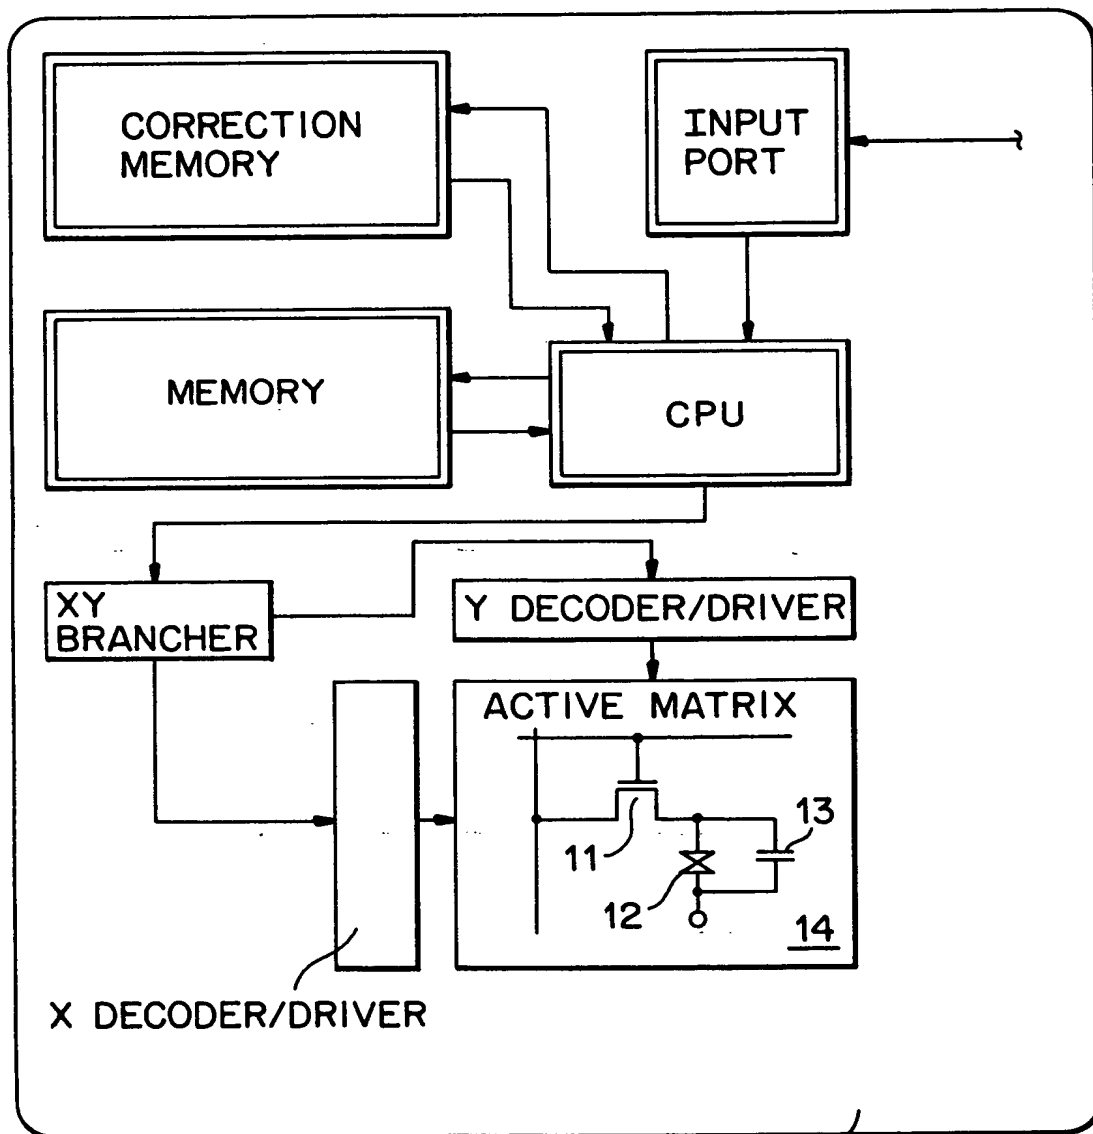 CORRECTION
MEMORY
INPUT
PORT
MEMORY
CPU
XY
BRANCHER
Y DECODER/DRIVER
ACTIVE MATRIX
11
13
12
14
X DECODER/DRIVER